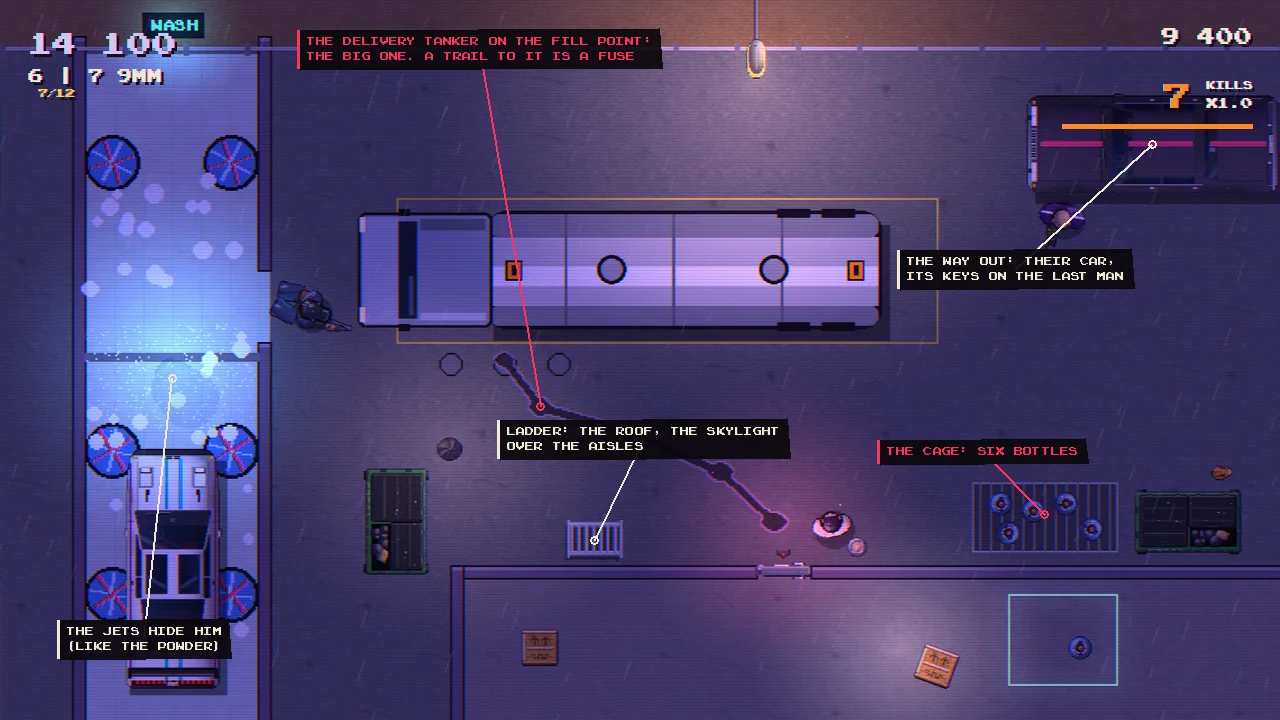 WASH
14 100
6 | 7 9MM
7/12
THE DELIVERY TANKER ON THE FILL POINT:
THE BIG ONE. A TRAIL TO IT IS A FUSE
9 400
7 KILLS
X1.0
THE WAY OUT: THEIR CAR,
ITS KEYS ON THE LAST MAN
LADDER: THE ROOF, THE SKYLIGHT
OVER THE AISLES
THE CAGE: SIX BOTTLES
THE JETS HIDE HIM
(LIKE THE POWDER)